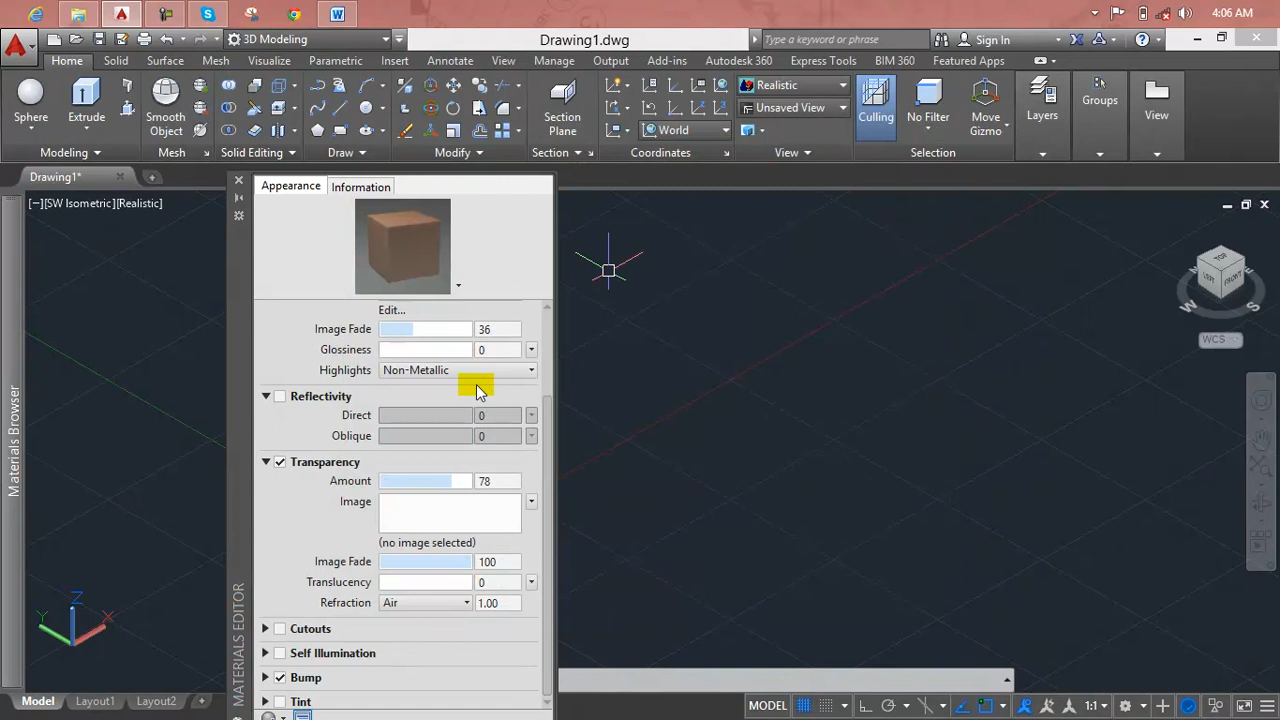 4:06 AM
3D Modeling
Drawing1.dwg
Type a keyword or phrase
Sign In
Home Solid Surface Mesh Visualize Parametric Insert Annotate View Manage Output Add-ins Autodesk 360 Express Tools BIM 360 Featured Apps
Sphere
Extrude
Smooth Object
Section Plane
Realistic
Unsaved View
World
Culling
No Filter
Move Gizmo
Layers
Groups
View
Modeling
Mesh
Solid Editing
Draw
Modify
Section
Coordinates
View
Selection
Drawing1*
[−][SW Isometric][Realistic]
Appearance
Information
Edit...
Image Fade 36
Glossiness 0
Highlights Non-Metallic
Reflectivity
Direct 0
Oblique 0
Transparency
Amount 78
Image
(no image selected)
Image Fade 100
Translucency 0
Refraction Air 1.00
Cutouts
Self Illumination
Bump
Tint
MATERIALS EDITOR
Materials Browser
TOP
LEFT
FRONT
W
S
WCS
Z
Y
X
Model Layout1 Layout2
MODEL
1:1